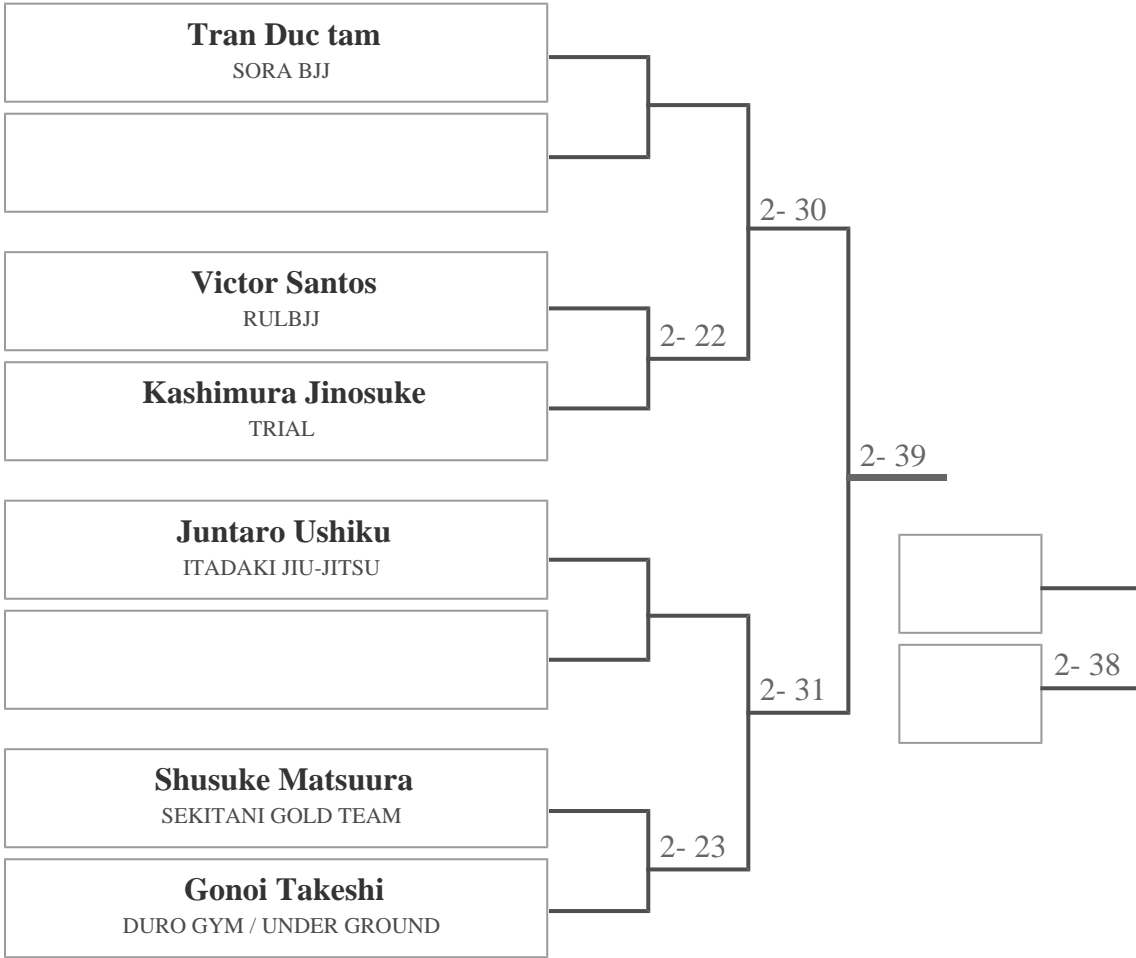 Tran Duc tam
SORA BJJ
2- 30
Victor Santos
RULBJJ
2- 22
Kashimura Jinosuke
TRIAL
2- 39
Juntaro Ushiku
ITADAKI JIU-JITSU
2- 38
2- 31
Shusuke Matsuura
SEKITANI GOLD TEAM
2- 23
Gonoi Takeshi
DURO GYM / UNDER GROUND